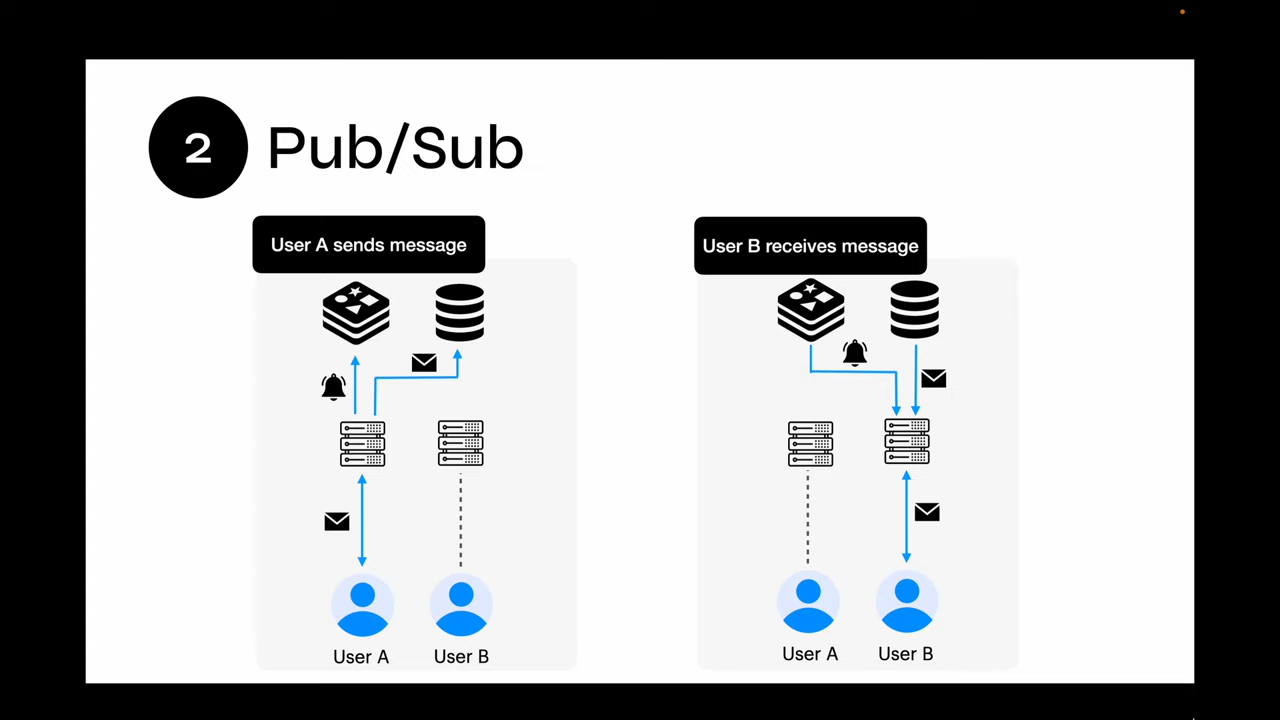 2
Pub/Sub
User A sends message
User B receives message
User A
User B
User A
User B